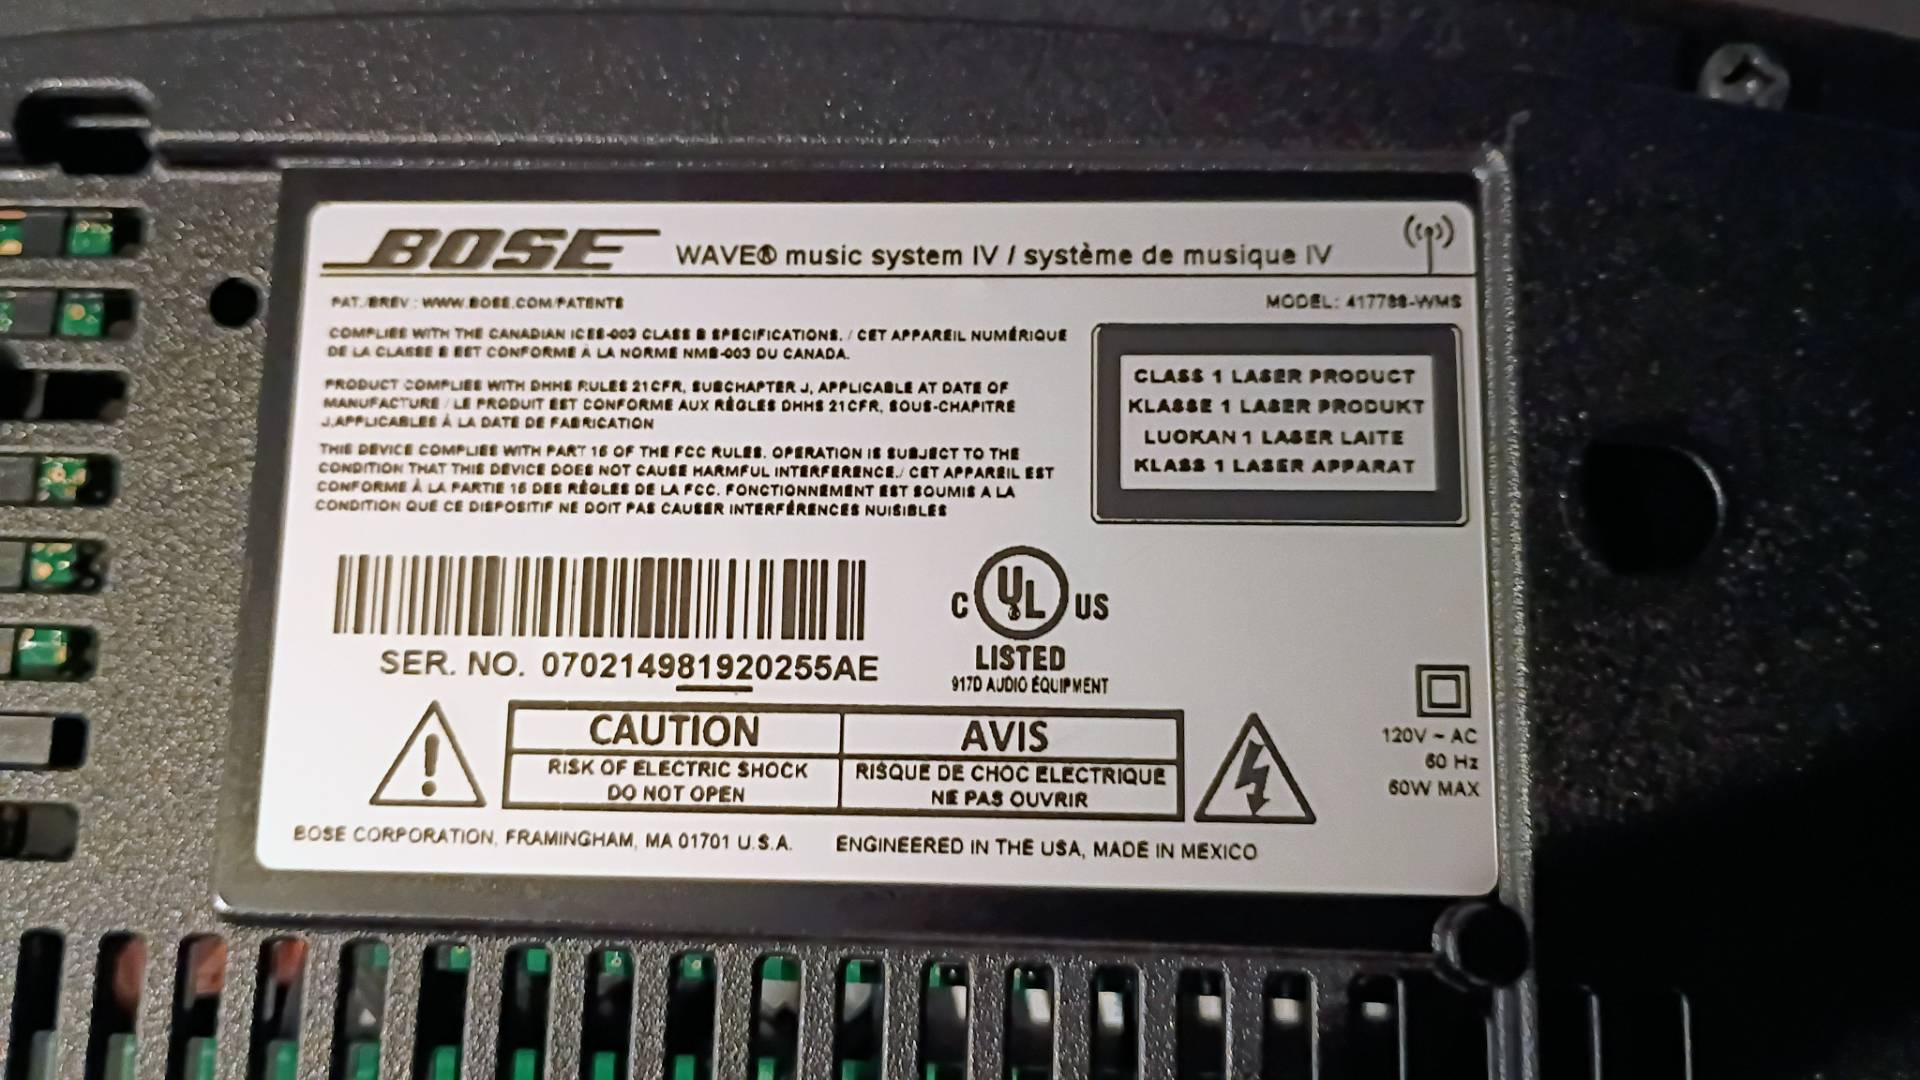 BOSE WAVE® music system IV / système de musique IV
PAT./BREV.: WWW.BOSE.COM/PATENTS
MODEL: 417788-WMS
COMPLIES WITH THE CANADIAN ICES-003 CLASS B SPECIFICATIONS. / CET APPAREIL NUMÉRIQUE
DE LA CLASSE B EST CONFORME À LA NORME NMB-003 DU CANADA.
PRODUCT COMPLIES WITH DHHS RULES 21CFR, SUBCHAPTER J, APPLICABLE AT DATE OF
MANUFACTURE / LE PRODUIT EST CONFORME AUX RÈGLES DHHS 21CFR, SOUS-CHAPITRE
J,APPLICABLES À LA DATE DE FABRICATION
THIS DEVICE COMPLIES WITH PART 15 OF THE FCC RULES. OPERATION IS SUBJECT TO THE
CONDITION THAT THIS DEVICE DOES NOT CAUSE HARMFUL INTERFERENCE./ CET APPAREIL EST
CONFORME À LA PARTIE 15 DES RÈGLES DE LA FCC. FONCTIONNEMENT EST SOUMIS A LA
CONDITION QUE CE DISPOSITIF NE DOIT PAS CAUSER INTERFÉRENCES NUISIBLES
CLASS 1 LASER PRODUCT
KLASSE 1 LASER PRODUKT
LUOKAN 1 LASER LAITE
KLASS 1 LASER APPARAT
SER. NO. 070214981920255AE
C UL US
LISTED
917D AUDIO EQUIPMENT
CAUTION
RISK OF ELECTRIC SHOCK
DO NOT OPEN
AVIS
RISQUE DE CHOC ELECTRIQUE
NE PAS OUVRIR
120V ~ AC
60 Hz
60W MAX
BOSE CORPORATION, FRAMINGHAM, MA 01701 U.S.A. ENGINEERED IN THE USA, MADE IN MEXICO